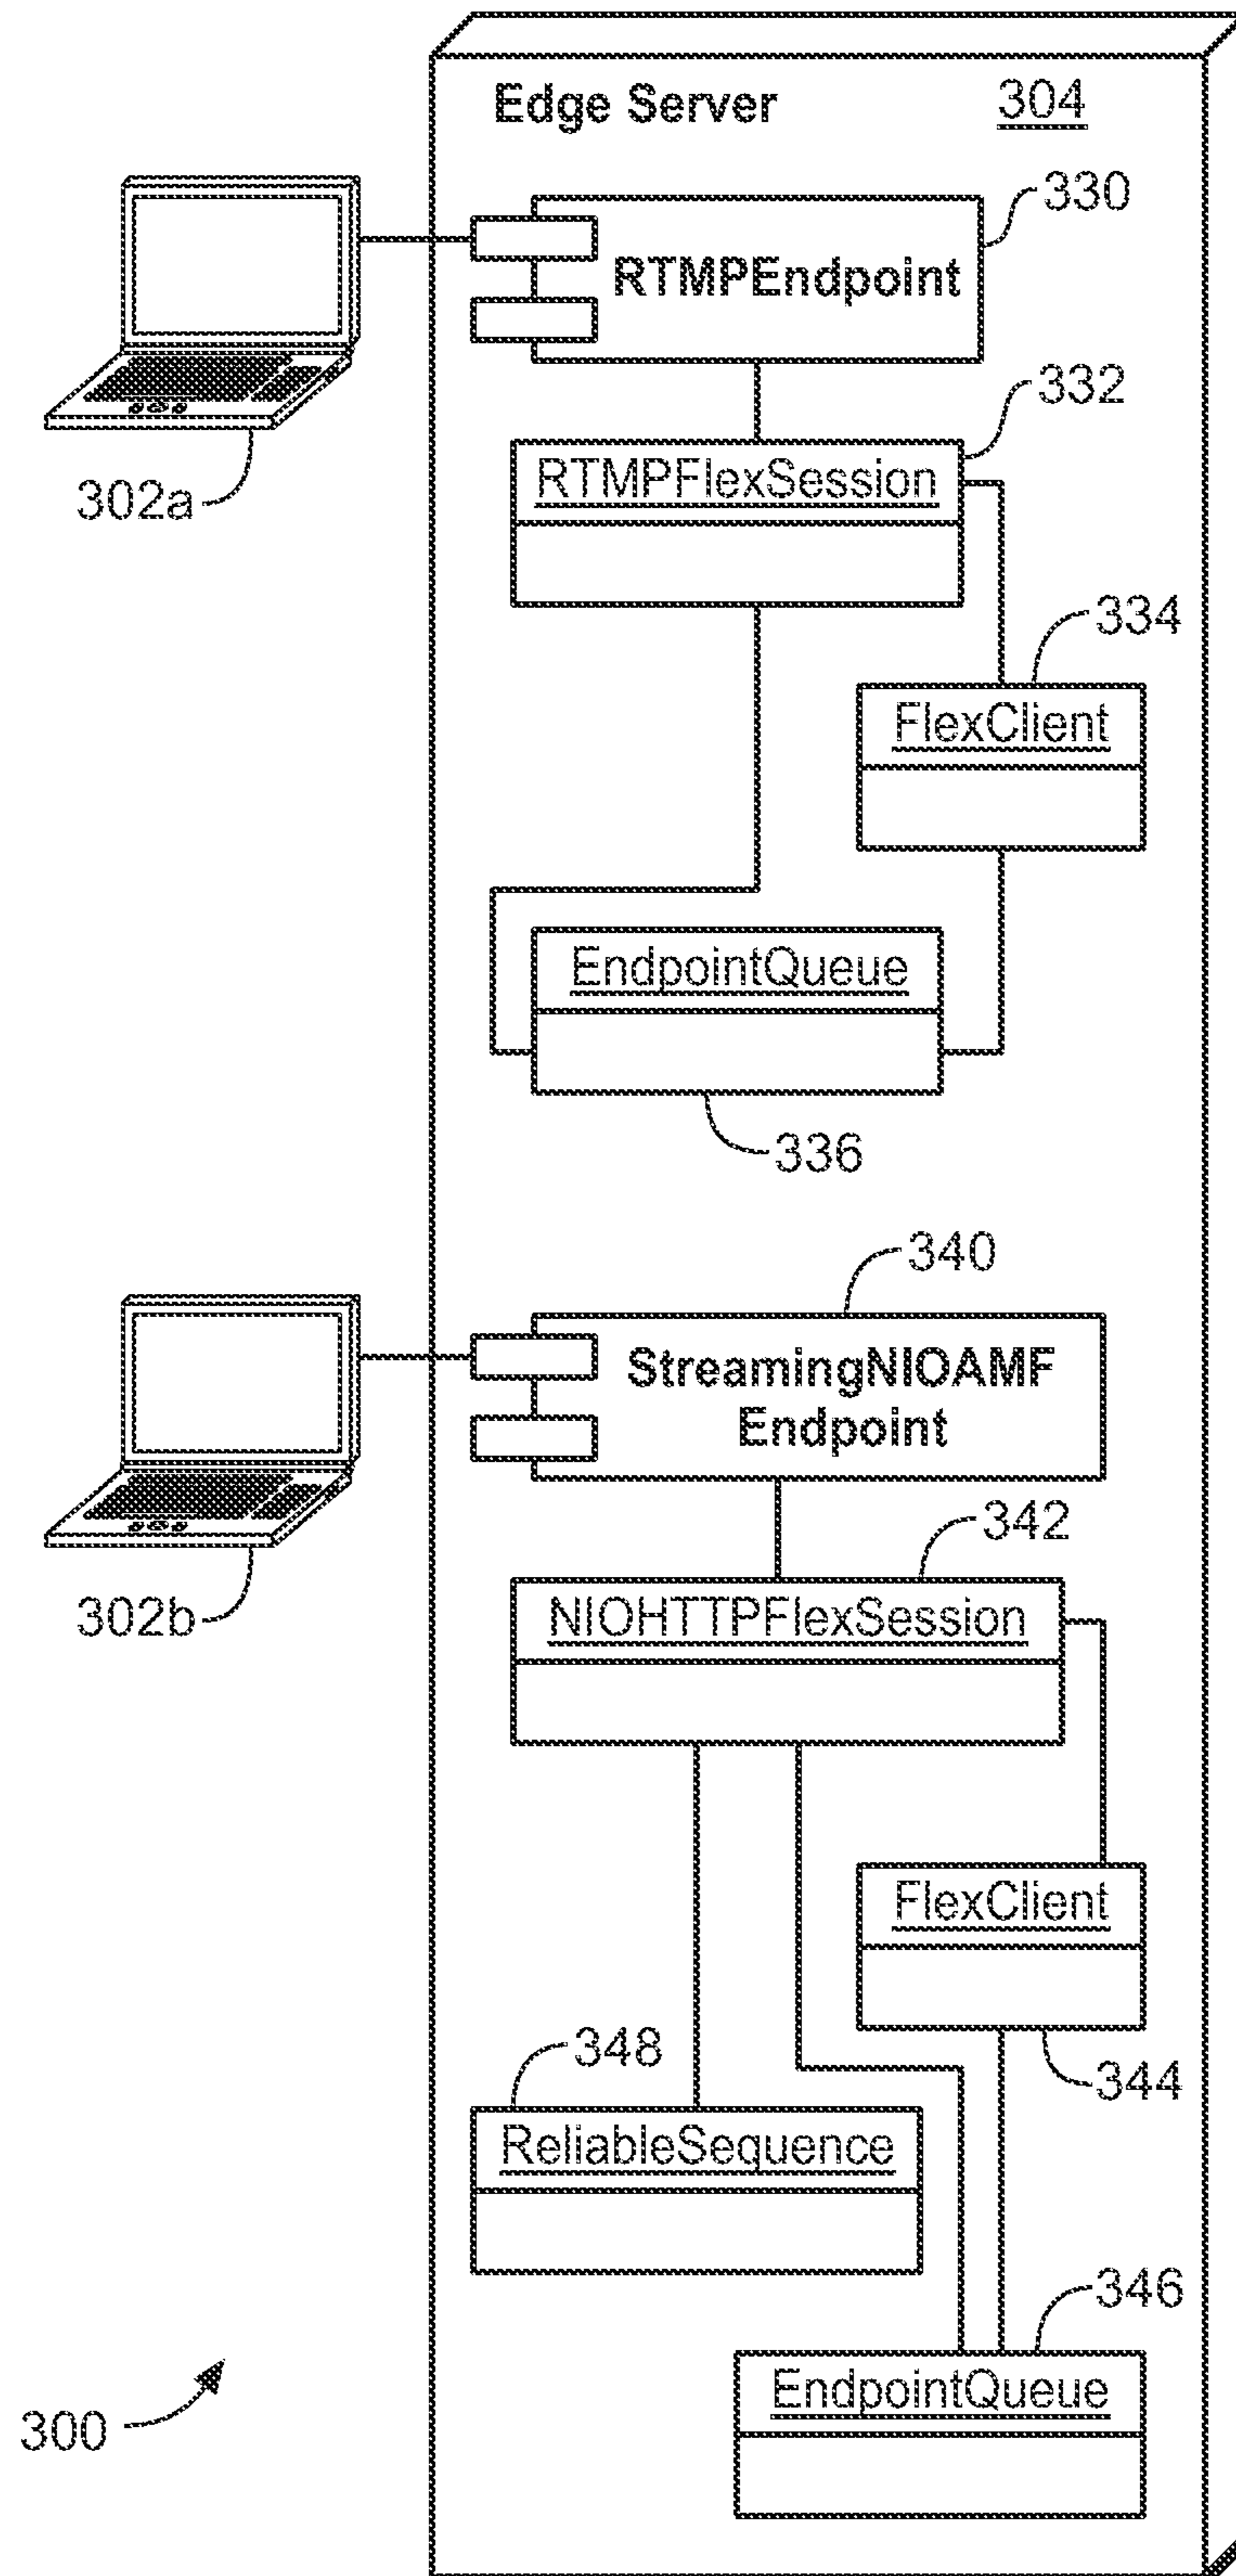 Edge Server 304
330
RTMPEndpoint
332
RTMPFlexSession
302a
334
FlexClient
EndpointQueue
336
340
StreamingNIOAMF
Endpoint
342
NIOHTTPFlexSession
302b
FlexClient
348
344
ReliableSequence
346
EndpointQueue
300